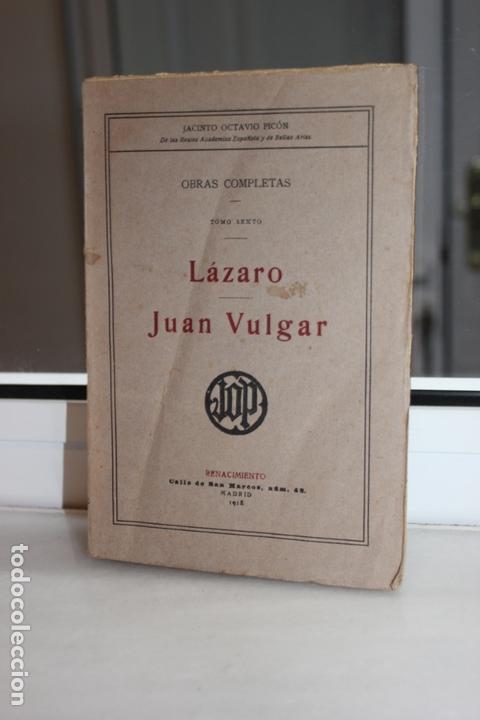 JACINTO OCTAVIO PICÓN
De las Reales Academias Española y de Bellas Artes.
OBRAS COMPLETAS
TOMO SEXTO
Lázaro
Juan Vulgar
RENACIMIENTO
Calle de San Marcos, núm. 42.
MADRID
1918
todocoleccion